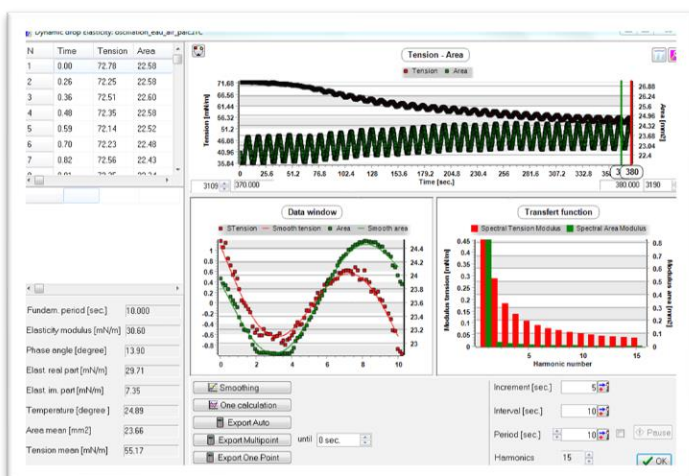 Dynamic drop Elasticity: oscillation_eau_air_palc2.rc
N Time Tension Area
1 0.00 72.78 22.58
2 0.26 72.25 22.58
3 0.36 72.51 22.60
4 0.48 72.35 22.58
5 0.59 72.14 22.52
6 0.70 72.23 22.48
7 0.82 72.56 22.43
Tension - Area
Tension Area
Tension [mN/m]
71.68
66.56
61.44
56.32
51.2
46.08
40.96
35.84
Area [mm2]
26.88
26.24
25.6
24.96
24.32
23.68
23.04
22.4
0 25.6 51.2 76.8 102.4 128 153.6 179.2 204.8 230.4 256 281.6 307.2 332.8 358.4 380
Time [sec.]
3109 370.000 380.000 3190
Data window
STension Smooth tension Area Smooth area
1
0.8
0.6
0.4
0.2
0
-0.2
-0.4
-0.6
-0.8
24.4
24.2
24
23.8
23.6
23.4
23.2
23
0 1 2 3 4 5 6 7 8 9 10
Transfert function
Spectral Tension Modulus Spectral Area Modulus
Modulus tension [mN/m]
0.45
0.4
0.35
0.3
0.25
0.2
0.15
0.1
0.05
0
Modulus area [mm2]
0.8
0.6
0.5
0.4
0.3
0.2
0.1
0
5 10 15
Harmonic number
Fundam. period [sec.] 10.000
Elasticity modulus [mN/m] 30.60
Phase angle [degree] 13.90
Elast. real part [mN/m] 29.71
Elast. im. part [mN/m] 7.35
Temperature [degree ] 24.89
Area mean [mm2] 23.66
Tension mean [mN/m] 55.17
Smoothing
One calculation
Export Auto
Export Multipoint until 0 sec.
Export One Point
Increment [sec.] 5
Interval [sec.] 10
Period [sec.] 10 Pause
Harmonics 15 OK